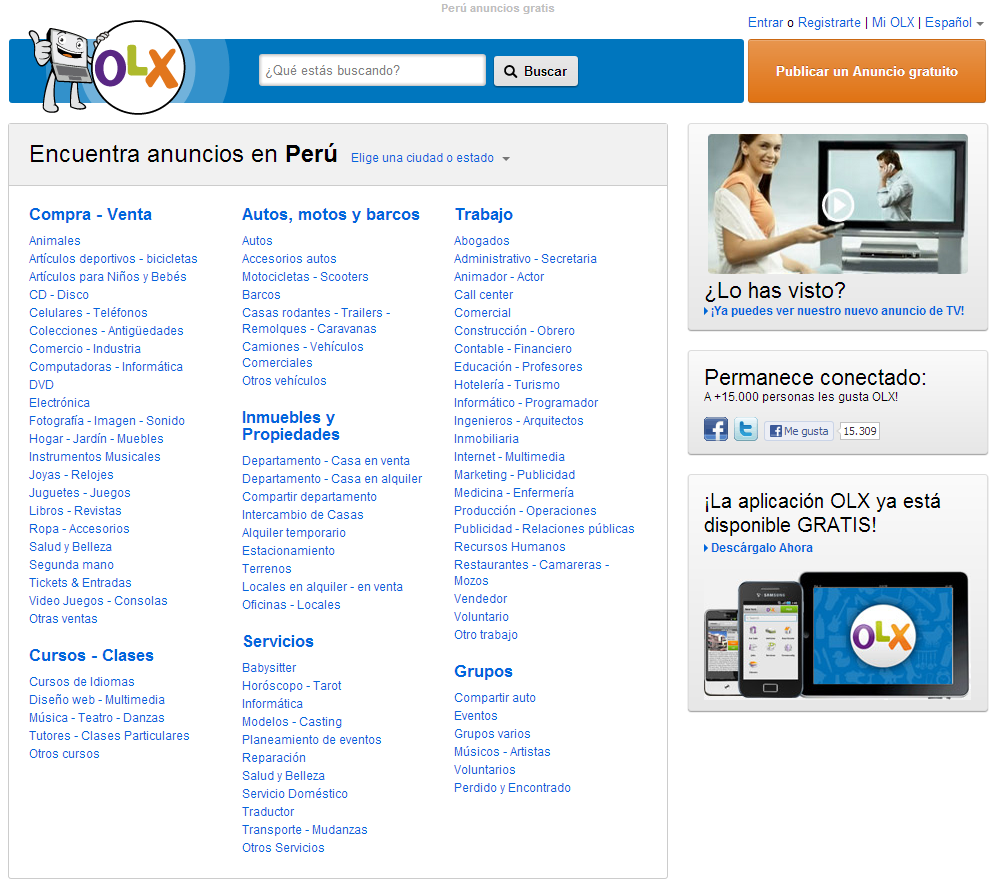 Perú anuncios gratis
Entrar o Registrarte | Mi OLX | Español
OLX
¿Qué estás buscando?
Buscar
Publicar un Anuncio gratuito
Encuentra anuncios en Perú
Elige una ciudad o estado
Compra - Venta
Animales
Artículos deportivos - bicicletas
Artículos para Niños y Bebés
CD - Disco
Celulares - Teléfonos
Colecciones - Antigüedades
Comercio - Industria
Computadoras - Informática
DVD
Electrónica
Fotografía - Imagen - Sonido
Hogar - Jardín - Muebles
Instrumentos Musicales
Joyas - Relojes
Juguetes - Juegos
Libros - Revistas
Ropa - Accesorios
Salud y Belleza
Segunda mano
Tickets & Entradas
Video Juegos - Consolas
Otras ventas
Cursos - Clases
Cursos de Idiomas
Diseño web - Multimedia
Música - Teatro - Danzas
Tutores - Clases Particulares
Otros cursos
Autos, motos y barcos
Autos
Accesorios autos
Motocicletas - Scooters
Barcos
Casas rodantes - Trailers -
Remolques - Caravanas
Camiones - Vehículos
Comerciales
Otros vehículos
Inmuebles y
Propiedades
Departamento - Casa en venta
Departamento - Casa en alquiler
Compartir departamento
Intercambio de Casas
Alquiler temporario
Estacionamiento
Terrenos
Locales en alquiler - en venta
Oficinas - Locales
Servicios
Babysitter
Horóscopo - Tarot
Informática
Modelos - Casting
Planeamiento de eventos
Reparación
Salud y Belleza
Servicio Doméstico
Traductor
Transporte - Mudanzas
Otros Servicios
Trabajo
Abogados
Administrativo - Secretaria
Animador - Actor
Call center
Comercial
Construcción - Obrero
Contable - Financiero
Educación - Profesores
Hotelería - Turismo
Informático - Programador
Ingenieros - Arquitectos
Inmobiliaria
Internet - Multimedia
Marketing - Publicidad
Medicina - Enfermería
Producción - Operaciones
Publicidad - Relaciones públicas
Recursos Humanos
Restaurantes - Camareras -
Mozos
Vendedor
Voluntario
Otro trabajo
Grupos
Compartir auto
Eventos
Grupos varios
Músicos - Artistas
Voluntarios
Perdido y Encontrado
¿Lo has visto?
¡Ya puedes ver nuestro nuevo anuncio de TV!
Permanece conectado:
A +15.000 personas les gusta OLX!
Me gusta
15.309
¡La aplicación OLX ya está
disponible GRATIS!
Descárgalo Ahora
SAMSUNG
OLX
OLX